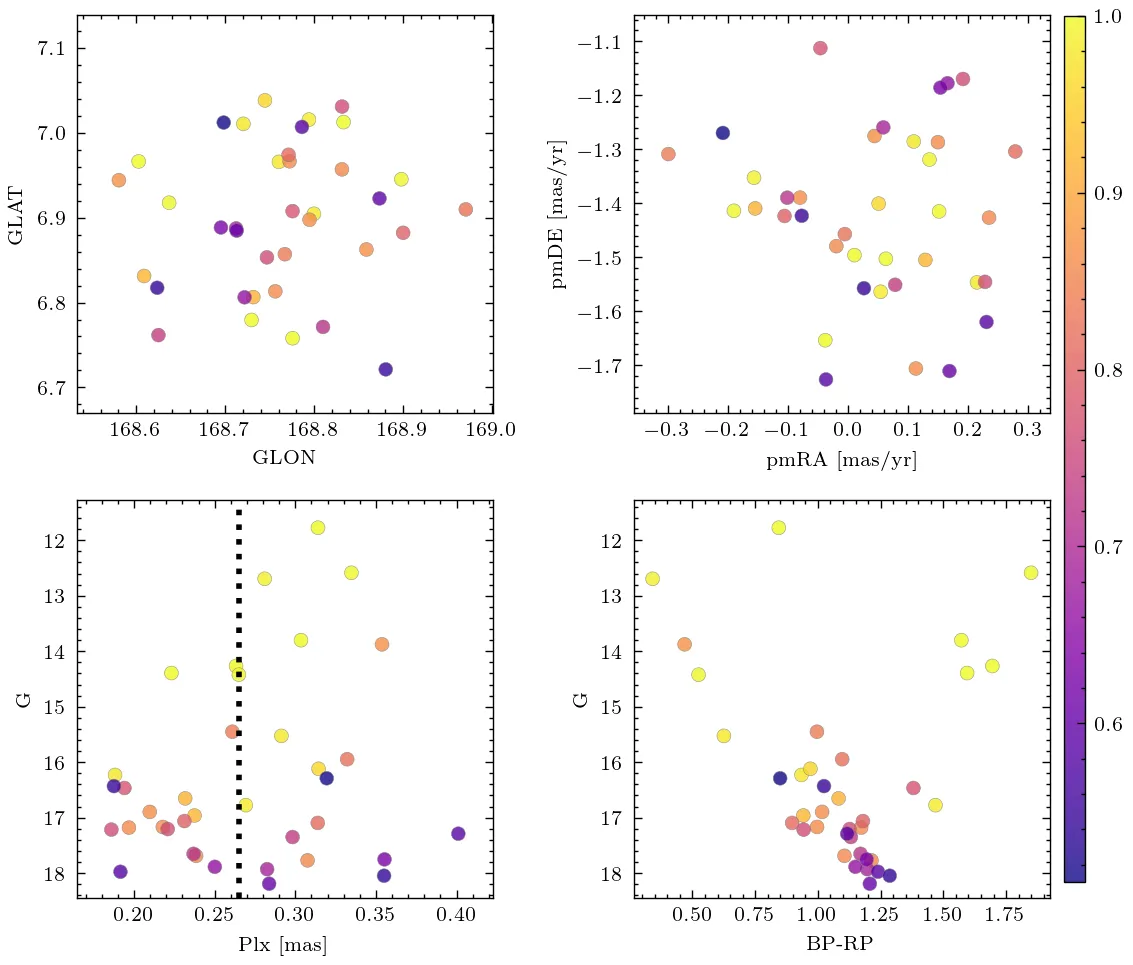 7.1
7.0
6.9
6.8
6.7
GLAT
168.6 168.7 168.8 168.9 169.0
GLON
−1.1
−1.2
−1.3
−1.4
−1.5
−1.6
−1.7
pmDE [mas/yr]
−0.3 −0.2 −0.1 0.0 0.1 0.2 0.3
pmRA [mas/yr]
1.0
0.9
0.8
0.7
0.6
12
13
14
15
16
17
18
G
0.20 0.25 0.30 0.35 0.40
Plx [mas]
12
13
14
15
16
17
18
G
0.50 0.75 1.00 1.25 1.50 1.75
BP-RP